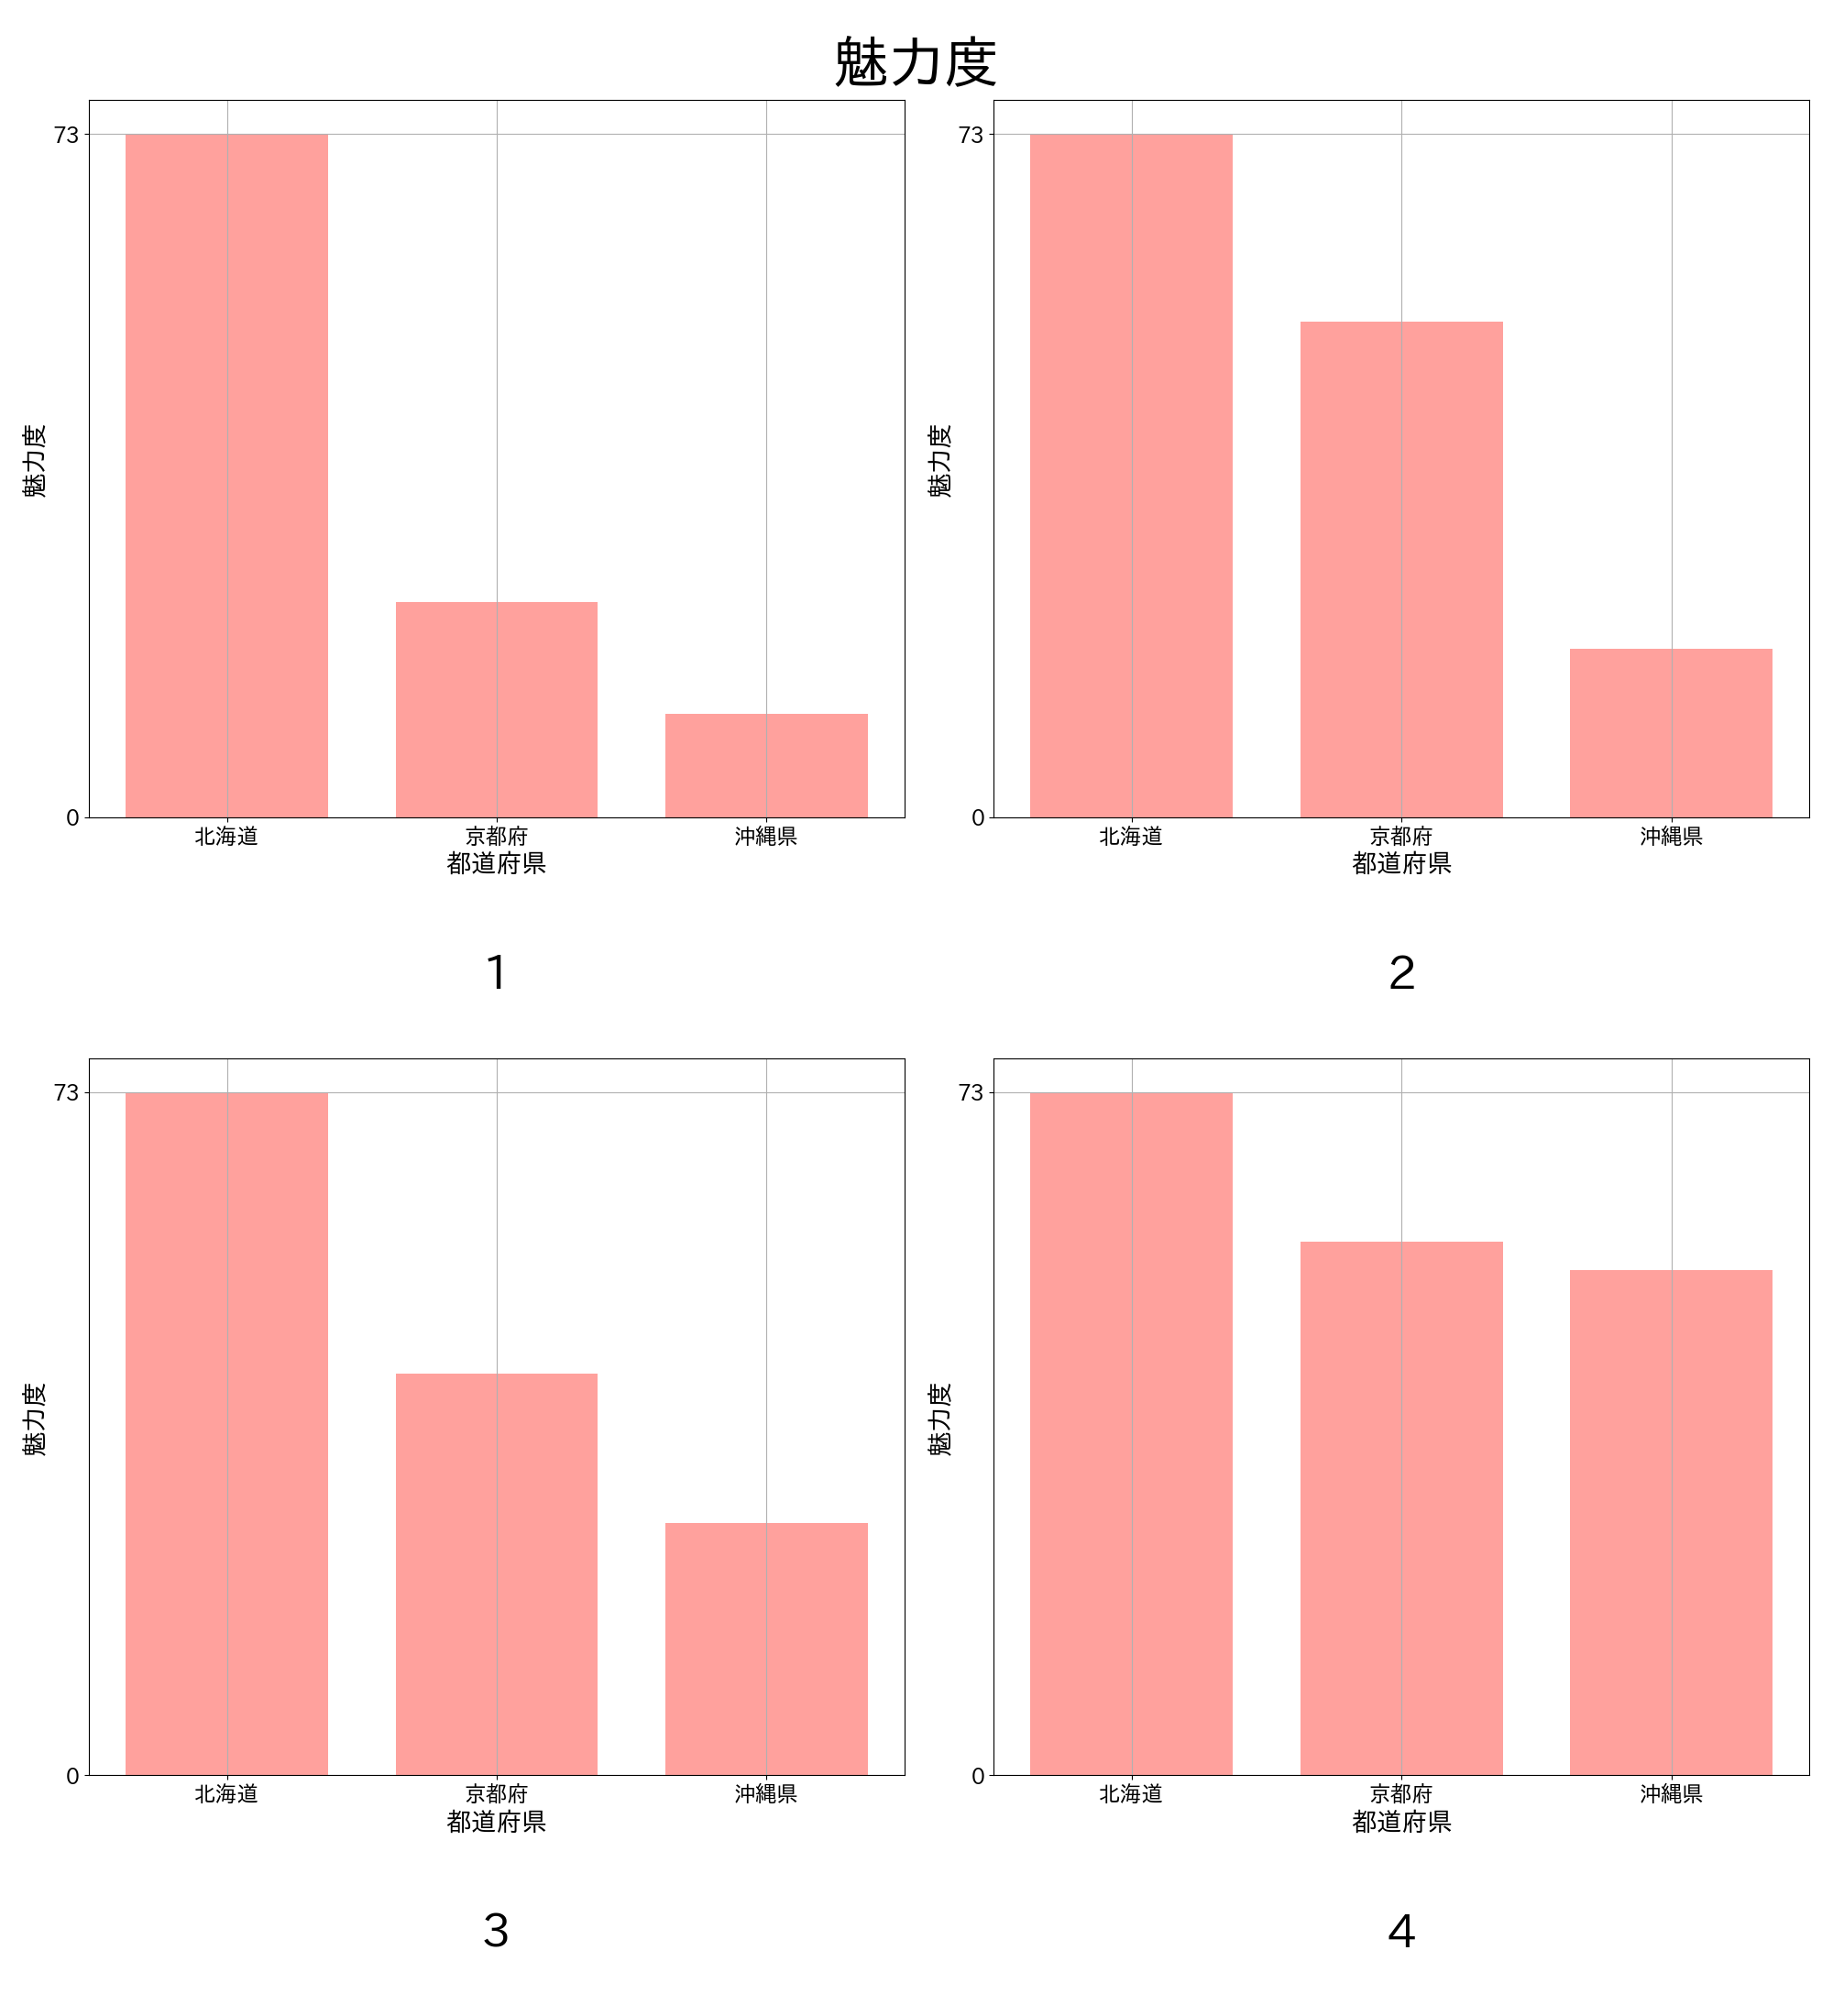 魅力度
73
0
魅力度
北海道 京都府 沖縄県
都道府県
1
73
0
魅力度
北海道 京都府 沖縄県
都道府県
2
73
0
魅力度
北海道 京都府 沖縄県
都道府県
3
73
0
魅力度
北海道 京都府 沖縄県
都道府県
4